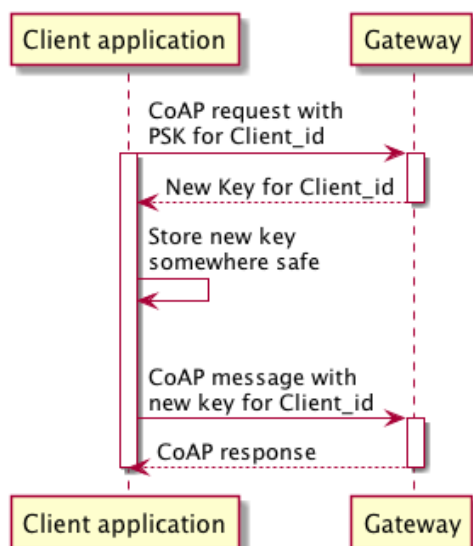 Client application
Gateway
CoAP request with
PSK for Client_id
New Key for Client_id
Store new key
somewhere safe
CoAP message with
new key for Client_id
CoAP response
Client application
Gateway